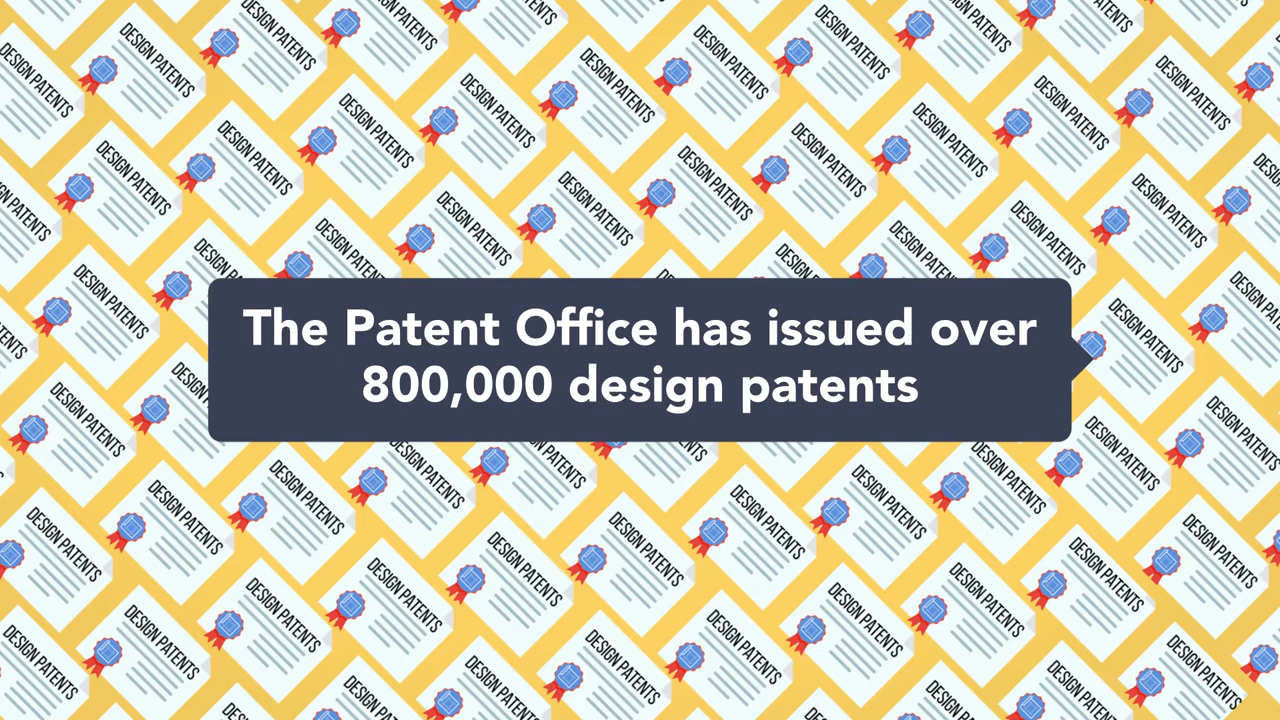 The Patent Office has issued over
800,000 design patents
DESIGN PATENTS